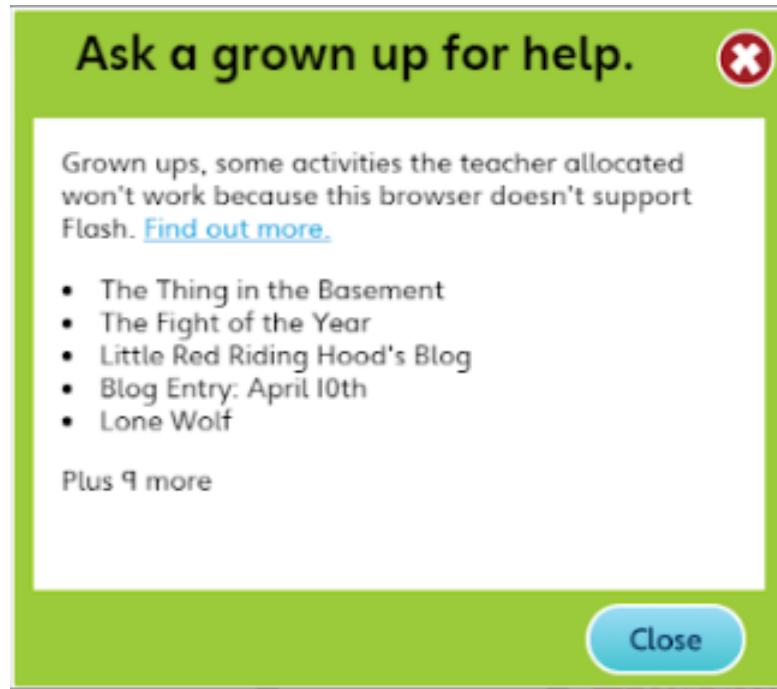 Ask a grown up for help.
Grown ups, some activities the teacher allocated
won't work because this browser doesn't support
Flash. Find out more.
• The Thing in the Basement
• The Fight of the Year
• Little Red Riding Hood's Blog
• Blog Entry: April 10th
• Lone Wolf
Plus 9 more
Close